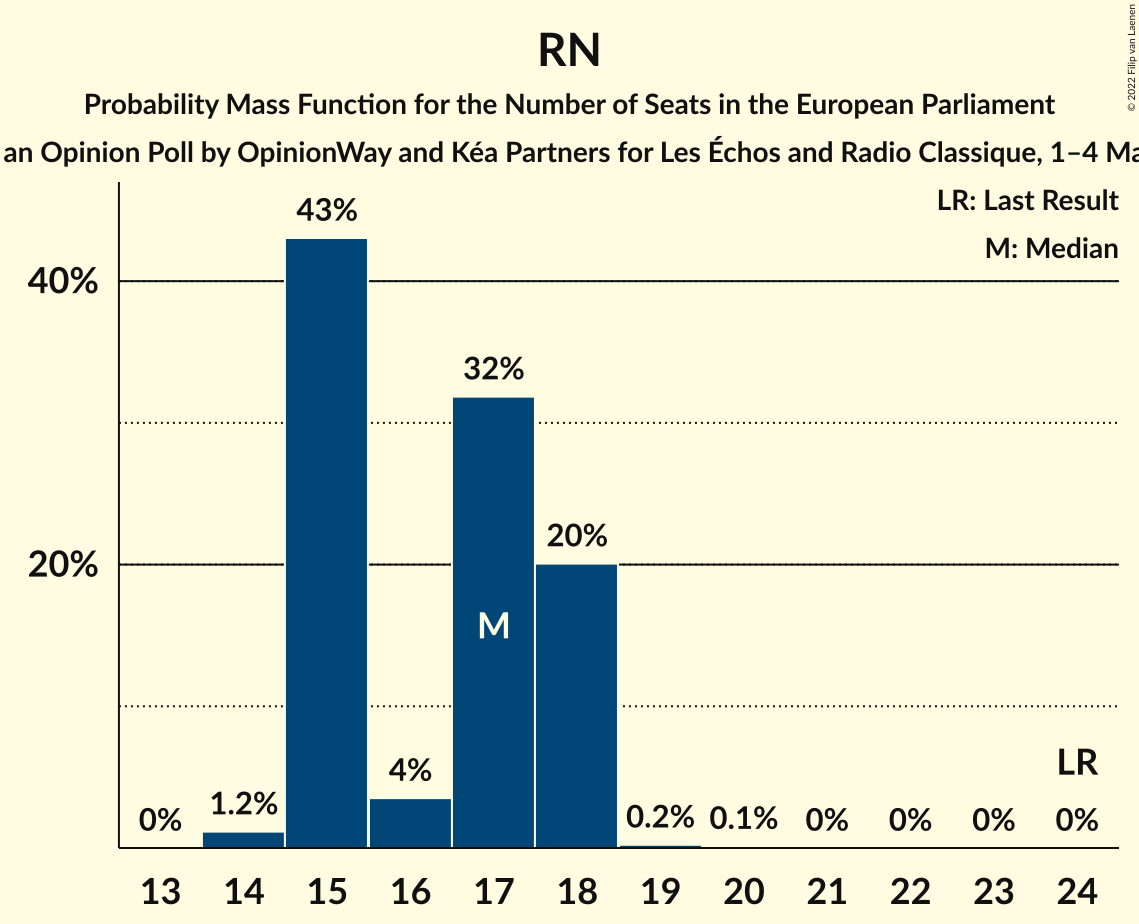 RN
Probability Mass Function for the Number of Seats in the European Parliament
an Opinion Poll by OpinionWay and Kéa Partners for Les Échos and Radio Classique, 1–4 Ma
© 2022 Filip van Laenen
LR: Last Result
M: Median
43%
40%
32%
20%
20%
M
4%
LR
0%
1.2%
0.2%
0.1%
0%
0%
0%
0%
13 14 15 16 17 18 19 20 21 22 23 24